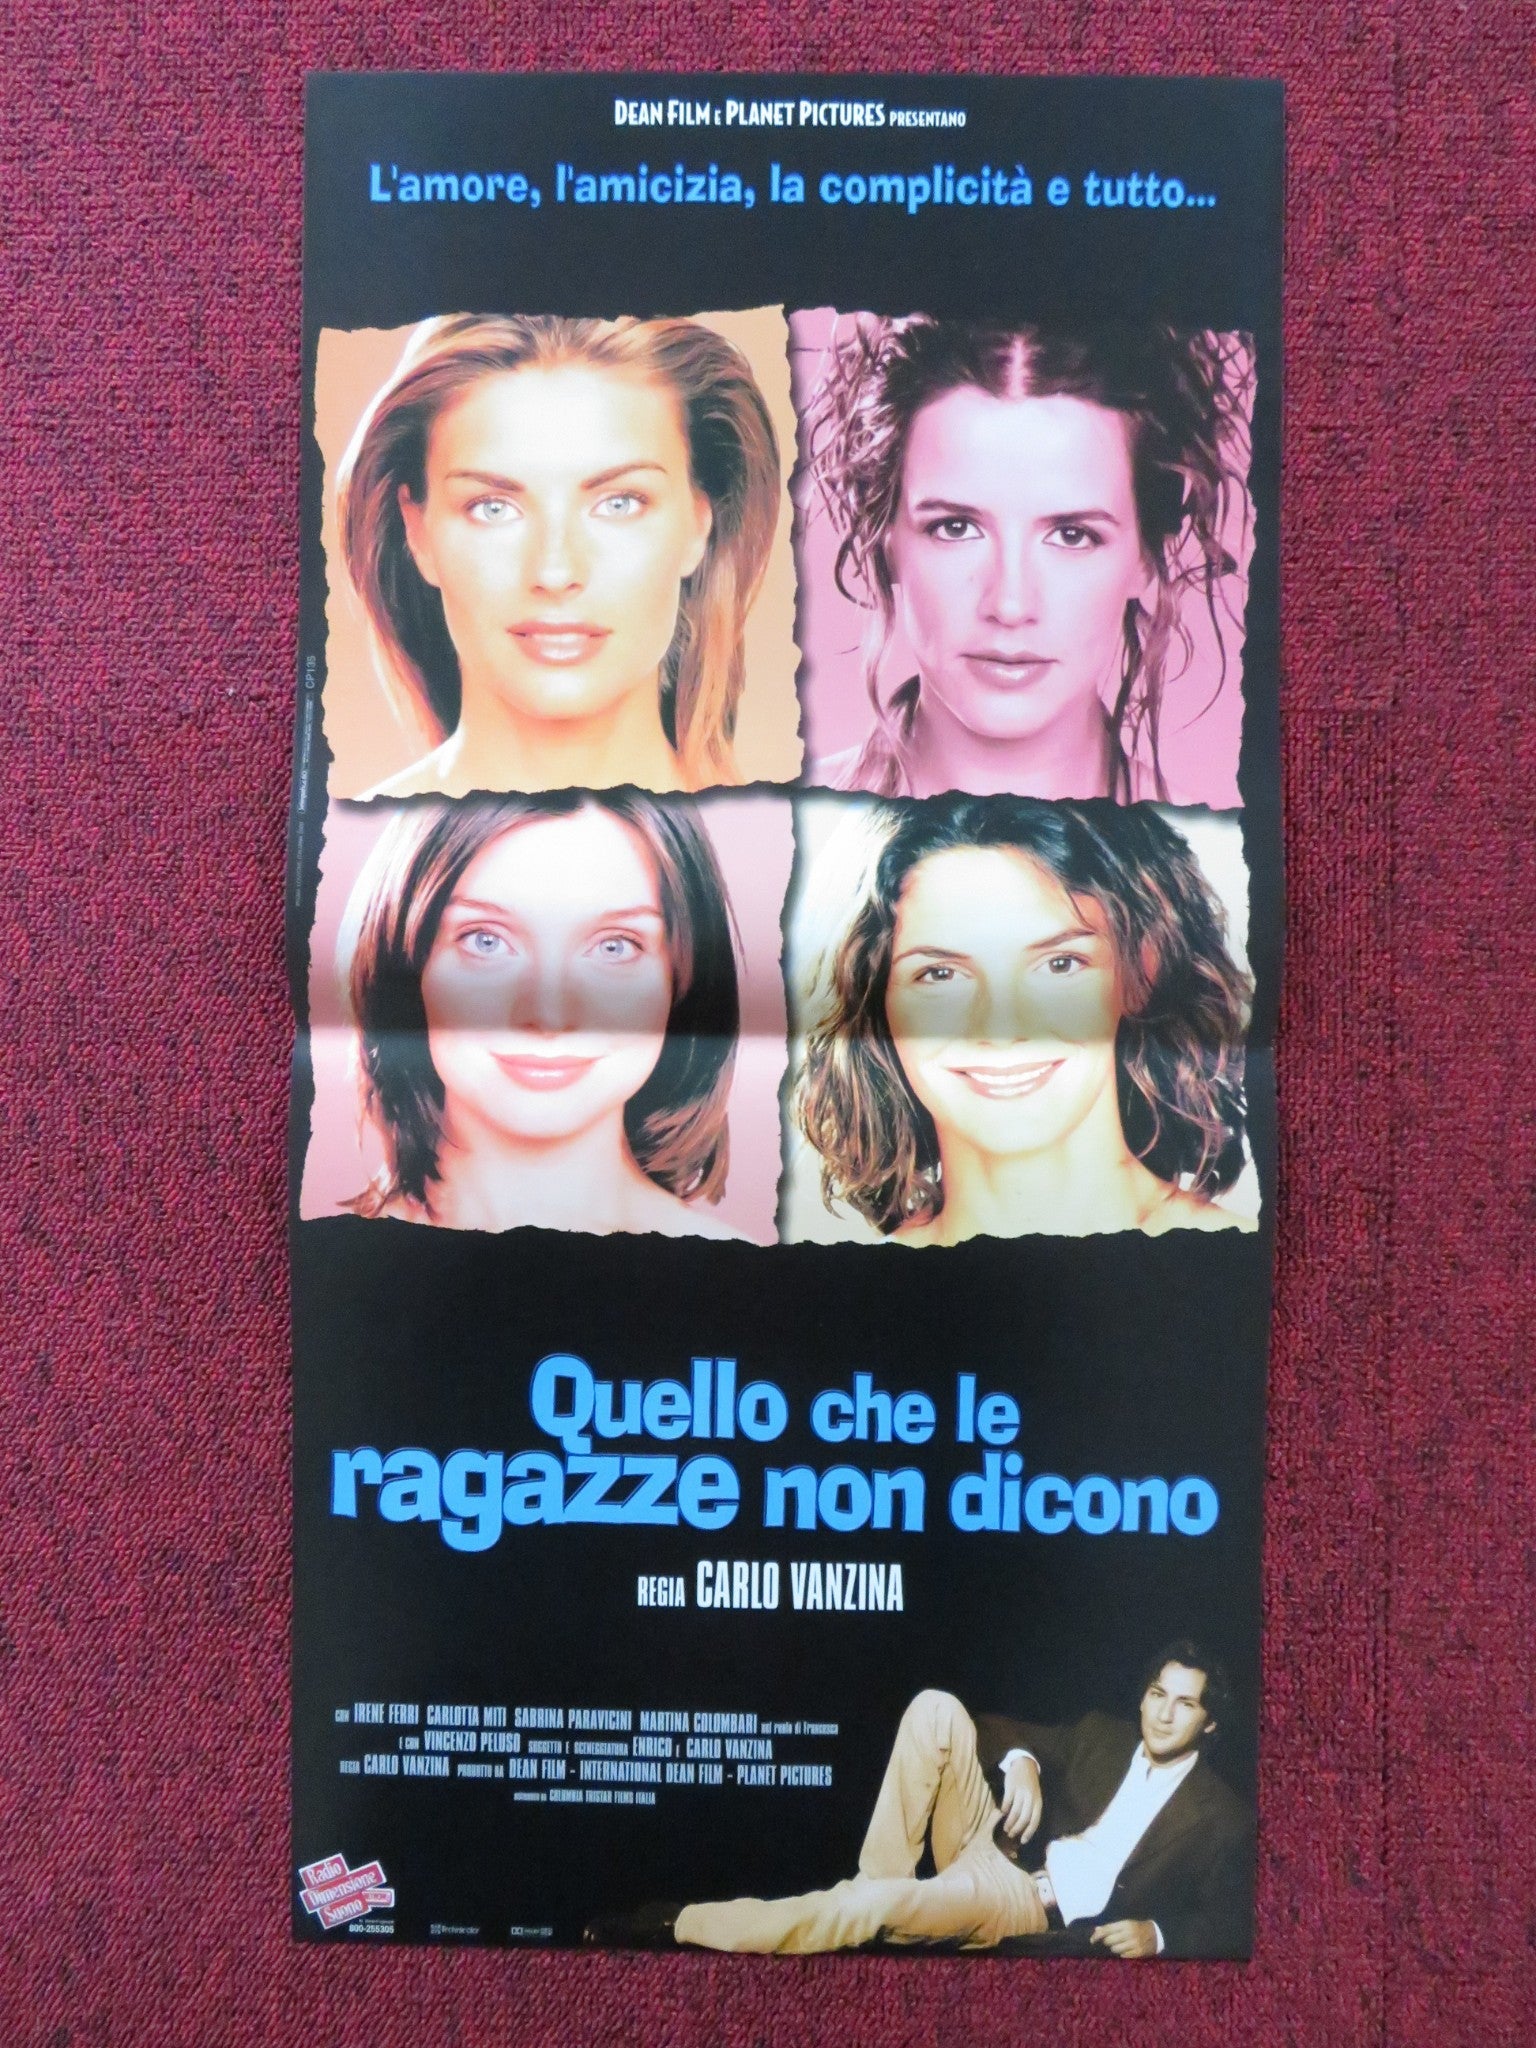 DEAN FILM E PLANET PICTURES PRESENTANO
L'amore, l'amicizia, la complicità e tutto...
CP135
Quello che le
ragazze non dicono
REGIA CARLO VANZINA
CON IRENE FERRI CARLOTTA MITI SABRINA PARAVICINI MARTINA COLOMBARI nel ruolo di Francesca
E CON VINCENZO PELUSO SOGGETTO E SCENEGGIATURA ENRICO E CARLO VANZINA
REGIA CARLO VANZINA PRODOTTO DA DEAN FILM - INTERNATIONAL DEAN FILM - PLANET PICTURES
DISTRIBUITO DA COLUMBIA TRISTAR FILMS ITALIA
Radio
Dimensione
Suono
800-255305
Technicolor